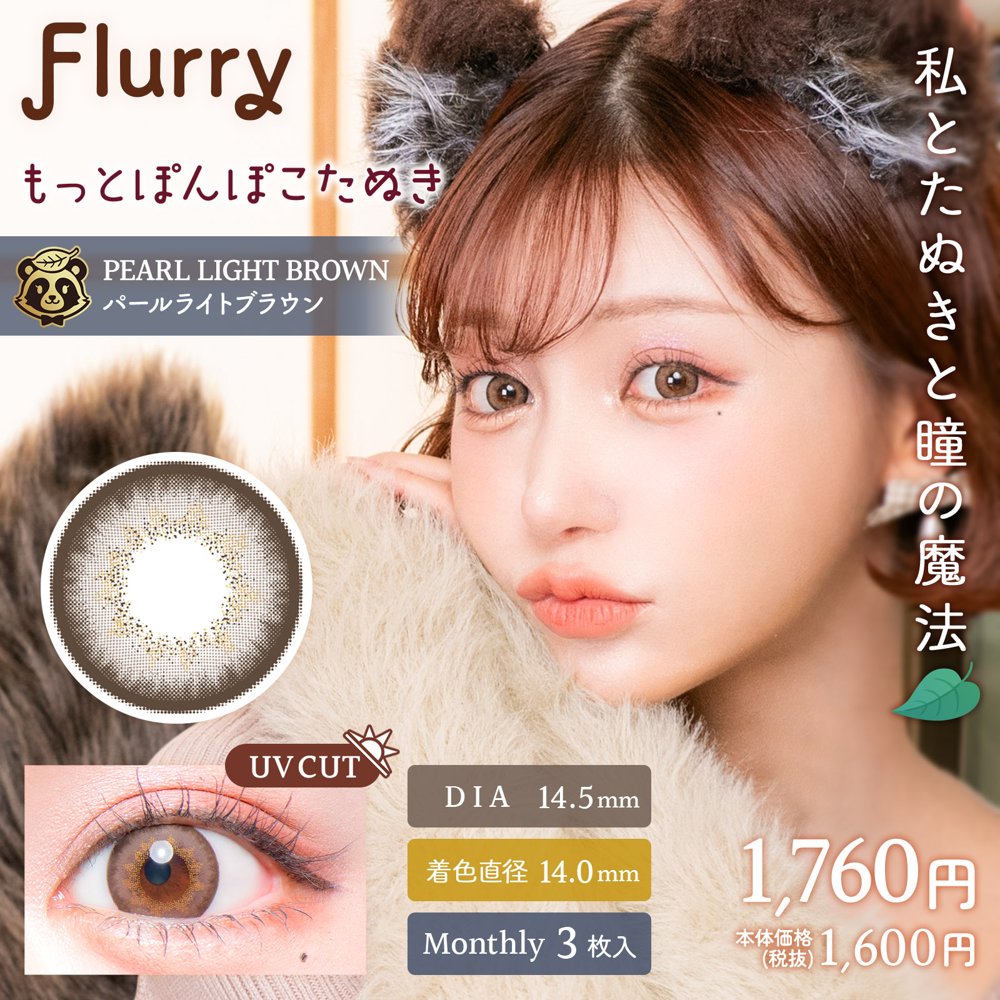 Flurry
もっとぽんぽこたぬき
PEARL LIGHT BROWN
パールライトブラウン
私とたぬきと瞳の魔法
UV CUT
DIA 14.5mm
着色直径 14.0mm
Monthly 3枚入
1,760円
本体価格(税抜)1,600円